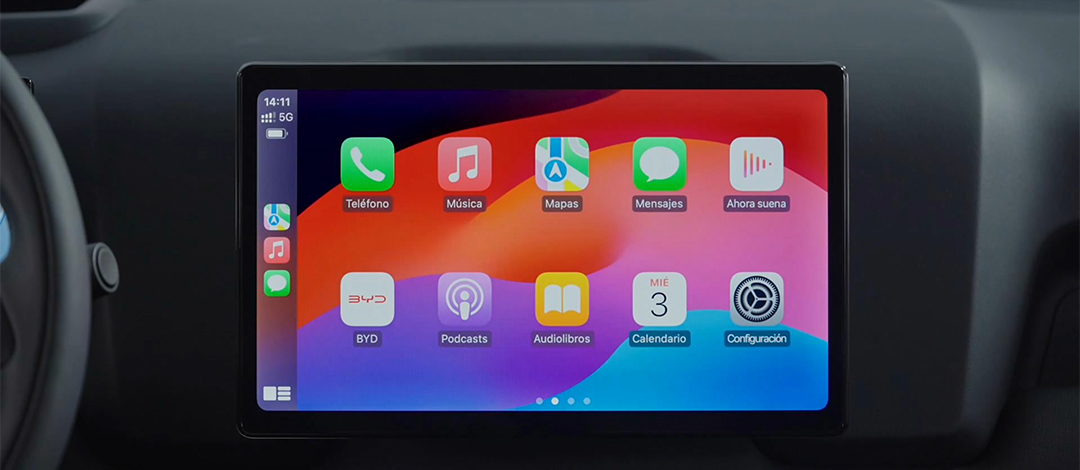 14:11
5G
Teléfono
Música
Mapas
Mensajes
Ahora suena
BYD
MIÉ
3
BYD
Podcasts
Audiolibros
Calendario
Configuración